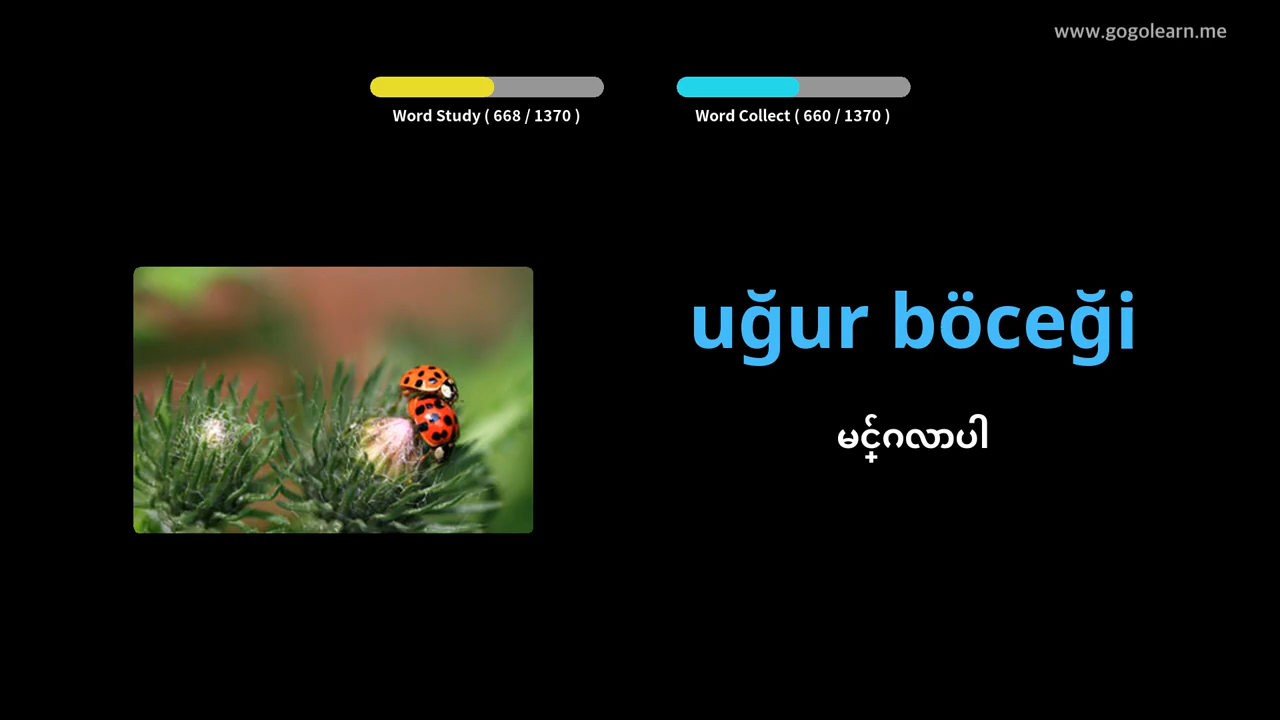 www.gogolearn.me
Word Study ( 668 / 1370 )
Word Collect ( 660 / 1370 )
uğur böceği
မင်္ဂလာပါ